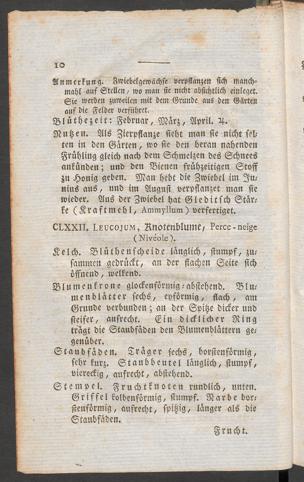 10
Anmerkung. Zwiebelgewächse verpflanzen sich manch-
mahl auf Stellen, wo man sie nicht absichtlich einleget.
Sie werden zuweilen mit dem Grunde aus den Gärten
auf die Felder verführet.
Blüthezeit: Februar, März, April. ♃.
Nutzen. Als Zierpflanze sieht man sie nicht sel-
ten in den Gärten, wo sie den heran nahenden
Frühling gleich nach dem Schmelzen des Schnees
ankünden; und den Bienen frühzeitigen Stoff
zu Honig geben. Man hebt die Zwiebel im Ju-
nius aus, und im August verpflanzet man sie
wieder. Aus der Zwiebel hat Gleditsch Stär-
ke (Kraftmehl, Ammyllum) verfertiget.
CLXXII. Leucojum, Knotenblume, Perce-neige
(Nivéole).
Kelch. Blüthenscheide länglich, stumpf, zu-
sammen gedrückt, an der flachen Seite sich
öffnend, welkend.
Blumenkrone glockenförmig-abstehend. Blu-
menblätter sechs, eyförmig, flach, am
Grunde verbunden; an der Spitze dicker und
steifer, aufrecht. Ein dicklicher Ring
trägt die Staubfäden den Blumenblättern ge-
genüber.
Staubfäden. Träger sechs, borstenförmig,
sehr kurz. Staubbeutel länglich, stumpf,
viereckig, aufrecht, abstehend.
Stempel. Fruchtknoten rundlich, unten.
Griffel kolbenförmig, stumpf. Narbe bor-
stenförmig, aufrecht, spitzig, länger als die
Staubfäden.
Frucht.